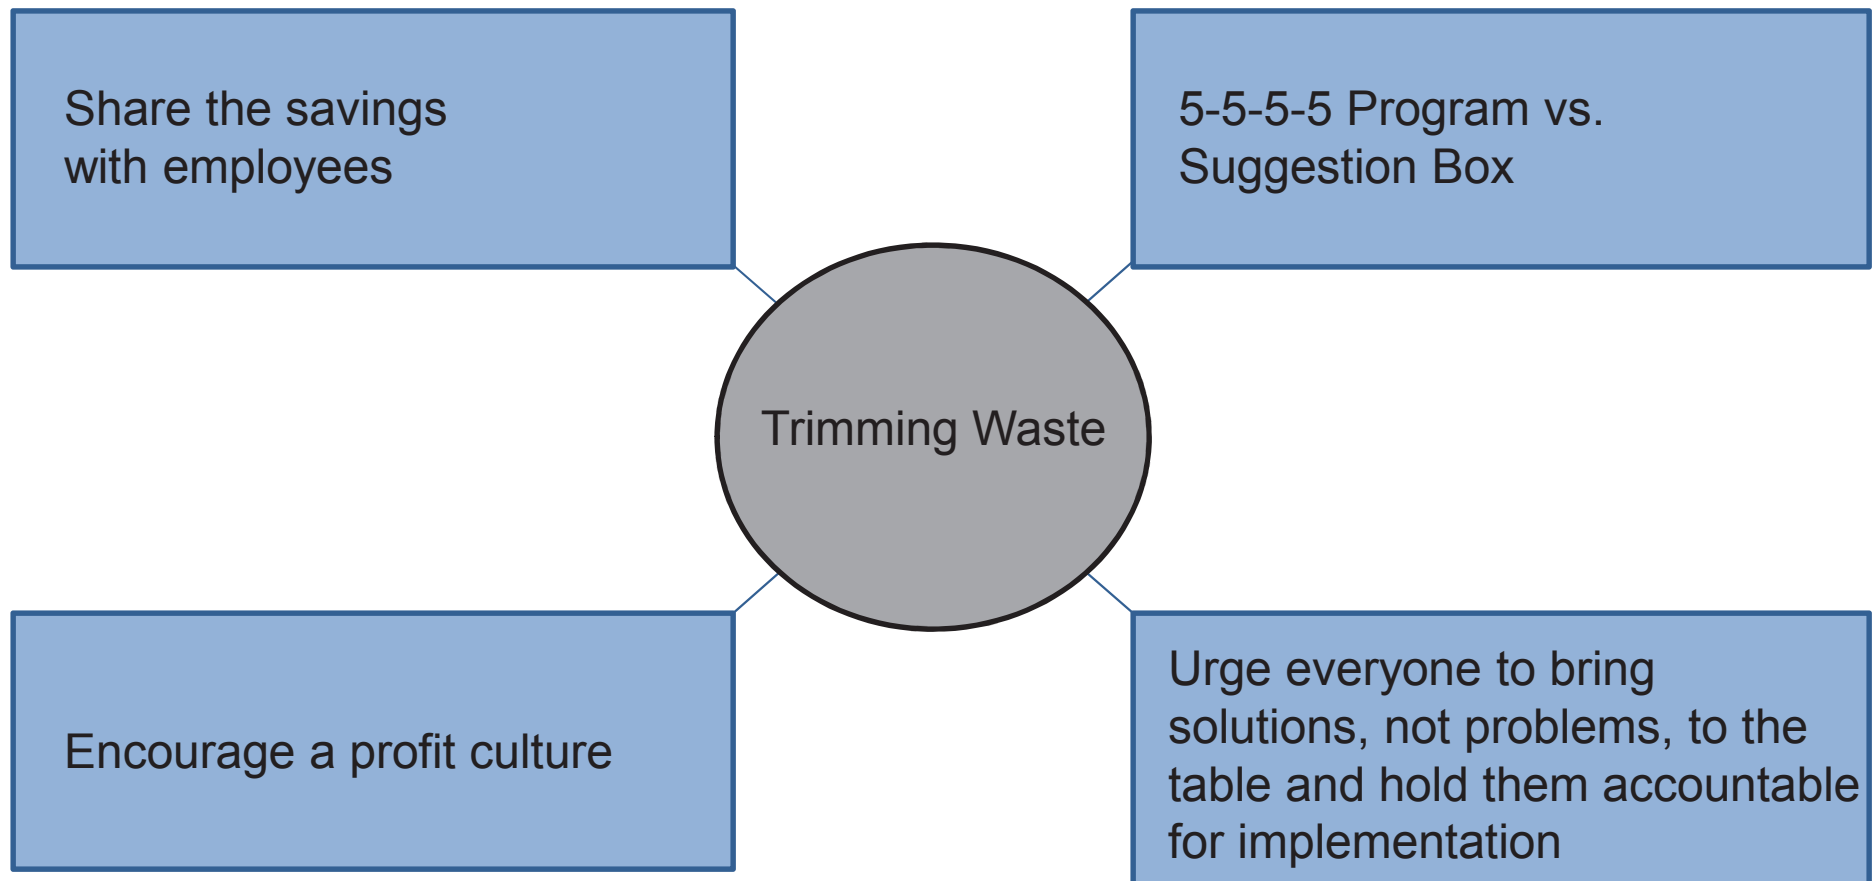 Share the savings
with employees
5-5-5-5 Program vs.
Suggestion Box
Trimming Waste
Encourage a profit culture
Urge everyone to bring
solutions, not problems, to the
table and hold them accountable
for implementation